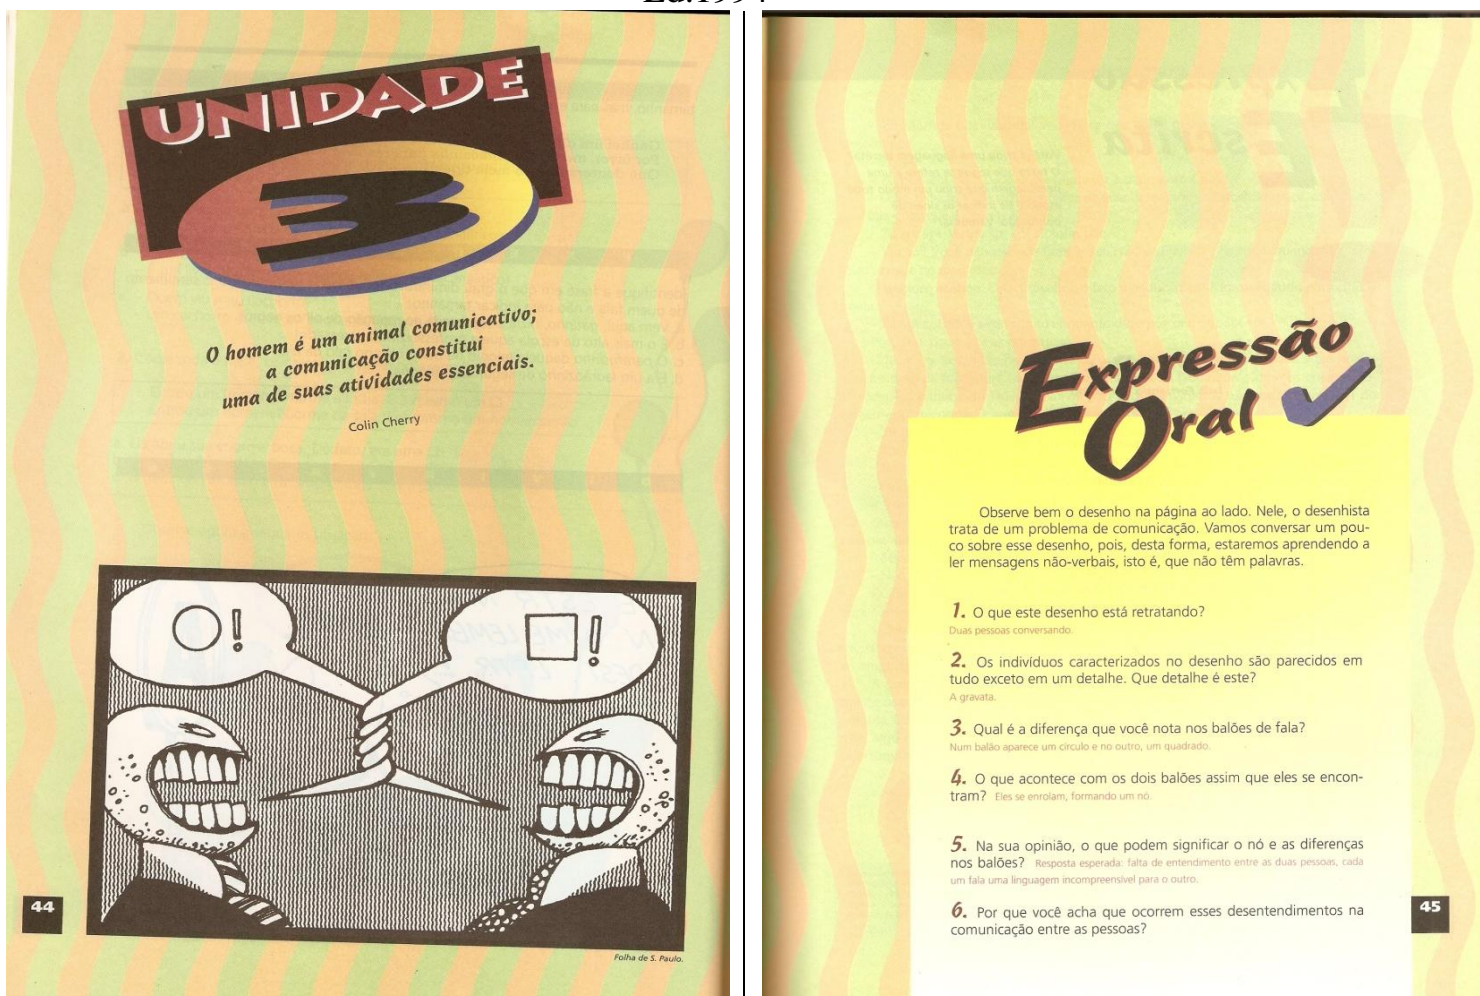 Ed.1994
UNIDADE
3
O homem é um animal comunicativo;
a comunicação constitui
uma de suas atividades essenciais.
Colin Cherry
!
!
44
Folha de S. Paulo.
Expressão
Oral
Observe bem o desenho na página ao lado. Nele, o desenhista
trata de um problema de comunicação. Vamos conversar um pou-
co sobre esse desenho, pois, desta forma, estaremos aprendendo a
ler mensagens não-verbais, isto é, que não têm palavras.
1. O que este desenho está retratando?
Duas pessoas conversando.
2. Os indivíduos caracterizados no desenho são parecidos em
tudo exceto em um detalhe. Que detalhe é este?
A gravata.
3. Qual é a diferença que você nota nos balões de fala?
Num balão aparece um círculo e no outro, um quadrado.
4. O que acontece com os dois balões assim que eles se encon-
tram? Eles se enrolam, formando um nó.
5. Na sua opinião, o que podem significar o nó e as diferenças
nos balões? Resposta esperada: falta de entendimento entre as duas pessoas, cada
um fala uma linguagem incompreensível para o outro.
6. Por que você acha que ocorrem esses desentendimentos na
comunicação entre as pessoas?
45